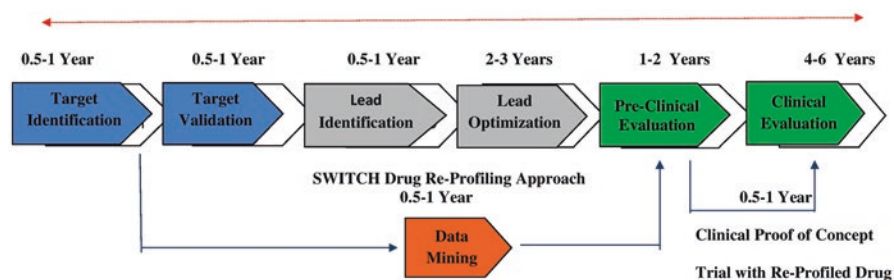 0.5-1 Year
0.5-1 Year
0.5-1 Year
2-3 Years
1-2 Years
4-6 Years
Target
Identification
Target
Validation
Lead
Identification
Lead
Optimization
Pre-Clinical
Evaluation
Clinical
Evaluation
SWITCH Drug Re-Profiling Approach
0.5-1 Year
Data
Mining
0.5-1 Year
Clinical Proof of Concept
Trial with Re-Profiled Drug